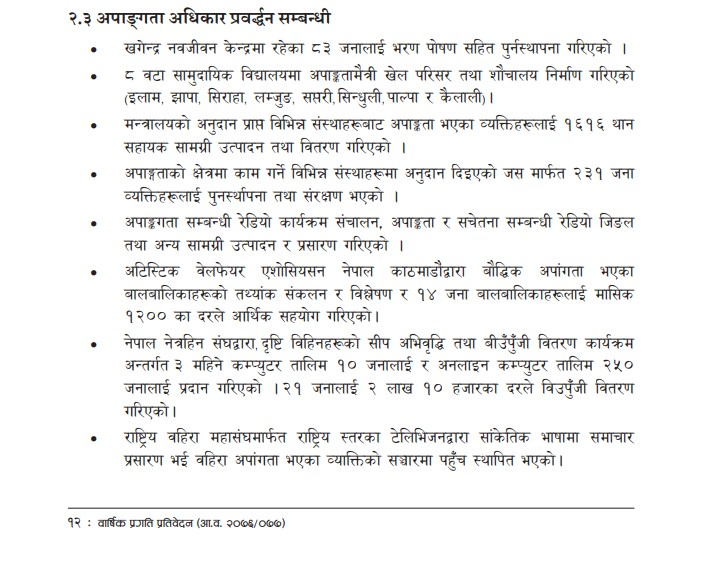 २.३ अपाङ्गता अधिकार प्रवर्द्धन सम्बन्धी
• खगेन्द्र नवजीवन केन्द्रमा रहेका ८३ जनालाई भरण पोषण सहित पुर्नस्थापना गरिएको ।
• ८ वटा सामुदायिक विद्यालयमा अपाङ्कतामैत्री खेल परिसर तथा शौचालय निर्माण गरिएको
(इलाम, झापा, सिराहा, लम्जुङ, सप्तरी,सिन्धुली,पाल्पा र कैलाली)।
• मन्त्रालयको अनुदान प्राप्त विभिन्न संस्थाहरूबाट अपाङ्कता भएका व्यक्तिहरूलाई १६१६ थान
सहायक सामग्री उत्पादन तथा वितरण गरिएको ।
• अपाङ्गताको क्षेत्रमा काम गर्ने विभिन्न संस्थाहरूमा अनुदान दिइएको जस मार्फत २३१ जना
व्यक्तिहरूलाई पुनर्स्थापना तथा संरक्षण भएको ।
• अपाङ्कगता सम्बन्धी रेडियो कार्यक्रम संचालन, अपाङ्कता र सचेतना सम्बन्धी रेडियो जिङल
तथा अन्य सामग्री उत्पादन र प्रसारण गरिएको ।
• अटिस्टिक वेलफेयर एशोसियसन नेपाल काठमाडौंद्वारा बौद्धिक अपांगता भएका
बालबालिकाहरूको तथ्यांक संकलन र विश्लेषण र १४ जना बालबालिकाहरूलाई मासिक
१२०० का दरले आर्थिक सहयोग गरिएको।
• नेपाल नेत्रहिन संघद्वारा, दृष्टि विहिनहरूको सीप अभिवृद्धि तथा बीउँपुँजी वितरण कार्यक्रम
अन्तर्गत ३ महिने कम्प्युटर तालिम १० जनालाई र अनलाइन कम्प्युटर तालिम २५०
जनालाई प्रदान गरिएको ।२१ जनालाई २ लाख १० हजारका दरले विउपुँजी वितरण
गरिएको।
• राष्ट्रिय वहिरा महासंघमार्फत राष्ट्रिय स्तरका टेलिभिजनद्वारा सांकेतिक भाषामा समाचार
प्रसारण भई वहिरा अपांगता भएका व्याक्तिको सञ्चारमा पहुँच स्थापित भएको।
१२ : वार्षिक प्रगति प्रतिवेदन (आ.व. २०७६/०७७)